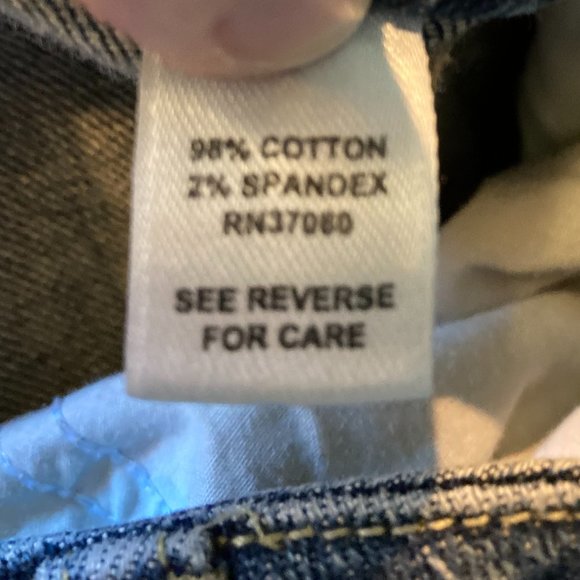 98% COTTON
2% SPANDEX
RN37060
SEE REVERSE
FOR CARE